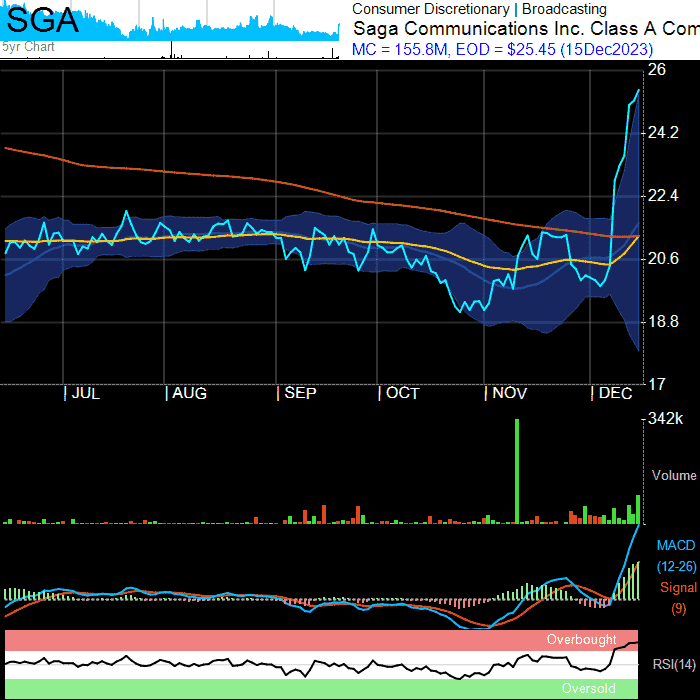 SGA
5yr Chart
Consumer Discretionary | Broadcasting
Saga Communications Inc. Class A Com
MC = 155.8M, EOD = $25.45 (15Dec2023)
26
24.2
22.4
20.6
18.8
17
| JUL | AUG | SEP | OCT | NOV | DEC
342k
Volume
MACD
(12-26)
Signal
(9)
Overbought
RSI(14)
Oversold